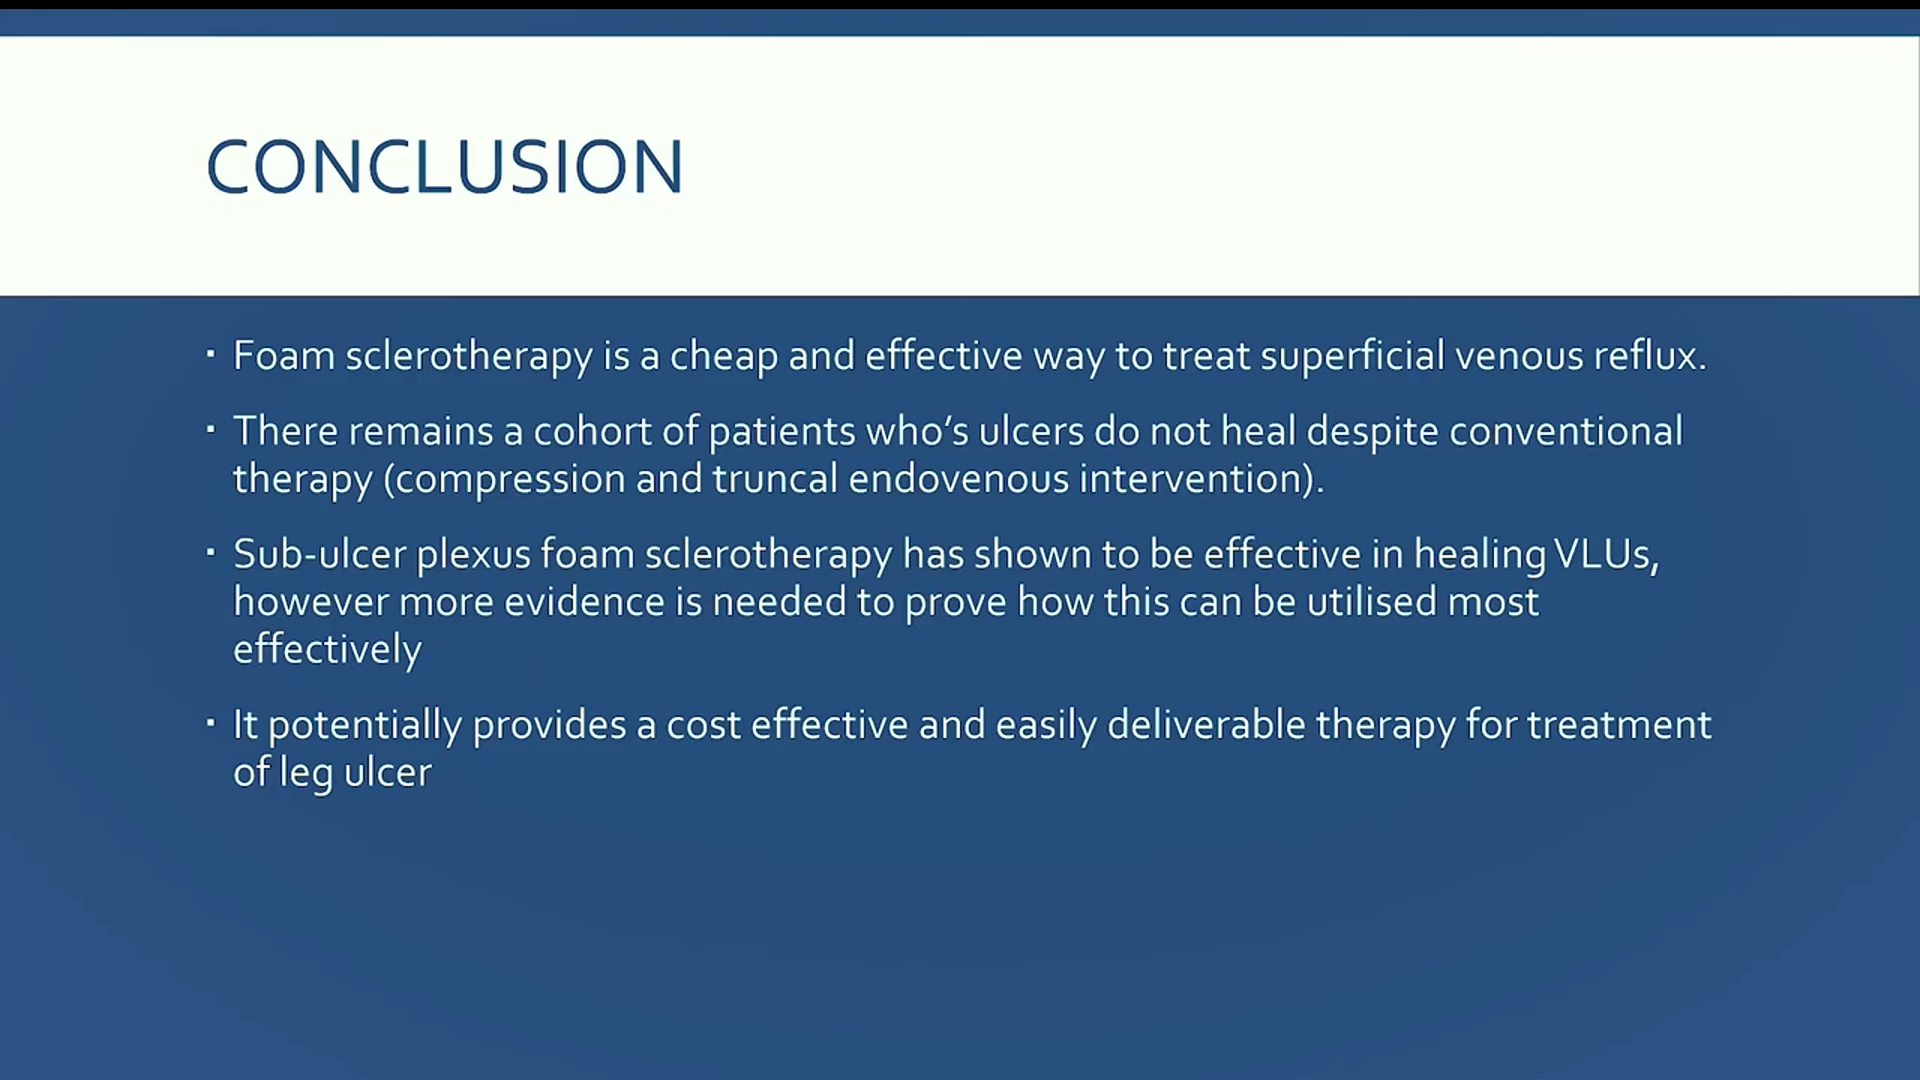 CONCLUSION
▪ Foam sclerotherapy is a cheap and effective way to treat superficial venous reflux.
▪ There remains a cohort of patients who’s ulcers do not heal despite conventional
therapy (compression and truncal endovenous intervention).
▪ Sub-ulcer plexus foam sclerotherapy has shown to be effective in healing VLUs,
however more evidence is needed to prove how this can be utilised most
effectively
▪ It potentially provides a cost effective and easily deliverable therapy for treatment
of leg ulcer